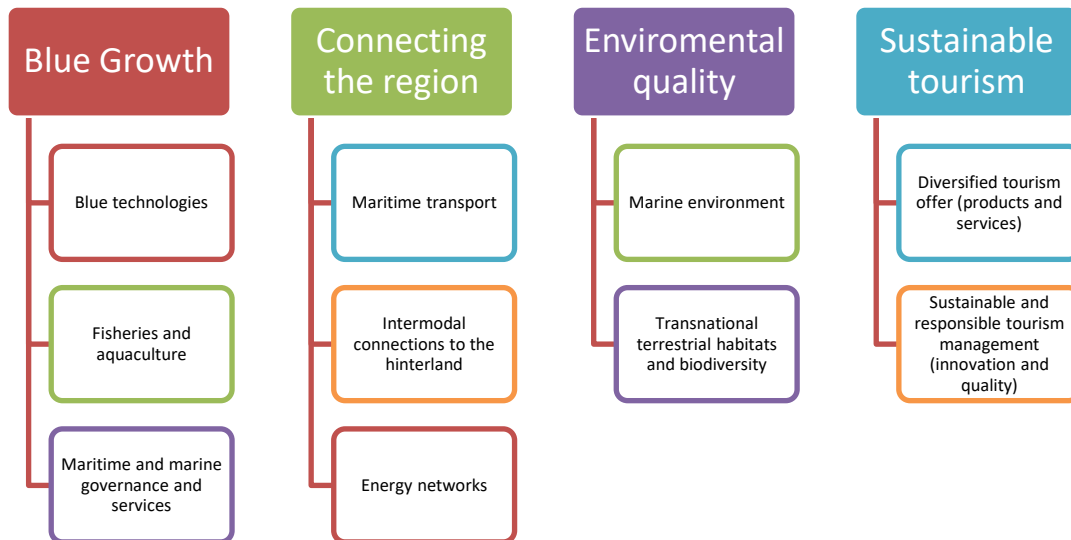 Blue Growth
Blue technologies
Fisheries and
aquaculture
Maritime and marine
governance and
services
Connecting
the region
Maritime transport
Intermodal
connections to the
hinterland
Energy networks
Enviromental
quality
Marine environment
Transnational
terrestrial habitats
and biodiversity
Sustainable
tourism
Diversified tourism
offer (products and
services)
Sustainable and
responsible tourism
management
(innovation and
quality)